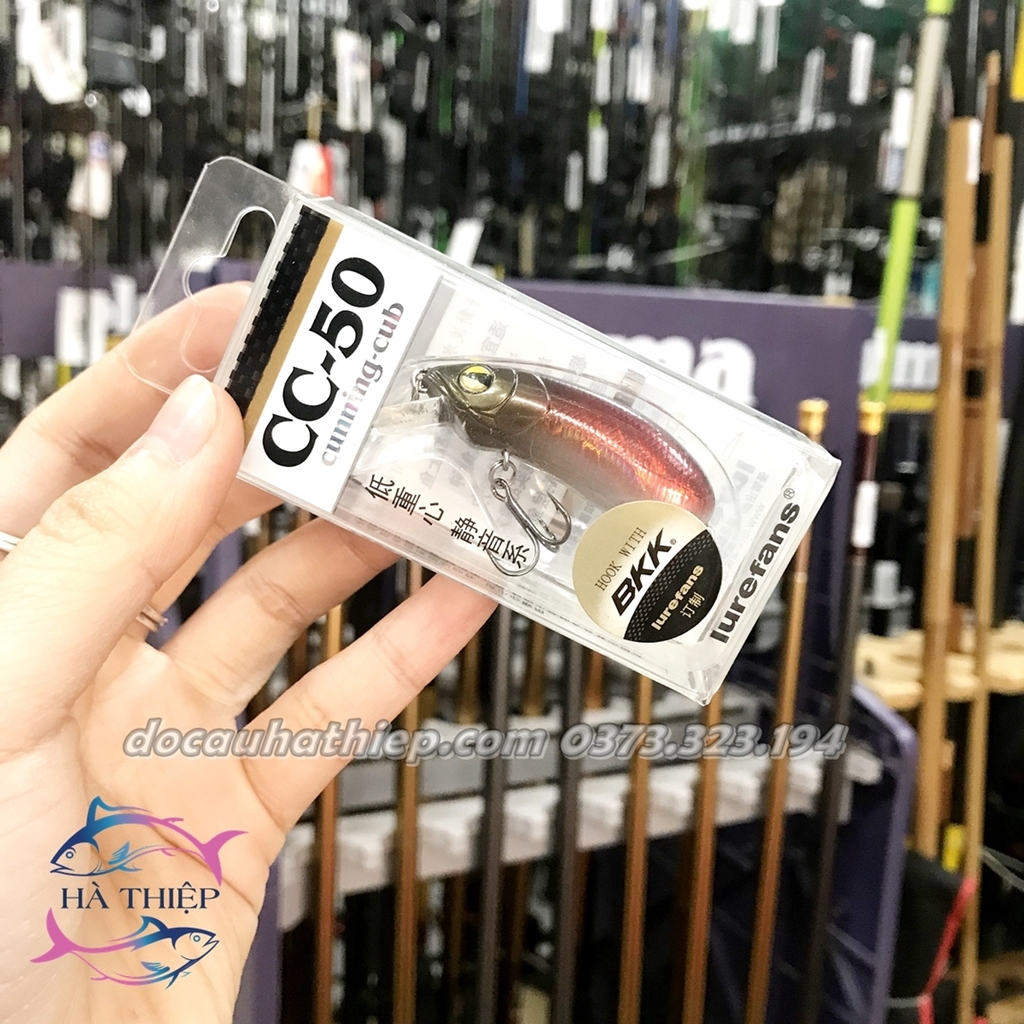 CC-50
cunning-cub
低重心 静音系
HOOK WITH
BKK®
lurefans
订制
lurefans®
ma
docauhathiep.com 0373.323.194
HÀ THIỆP